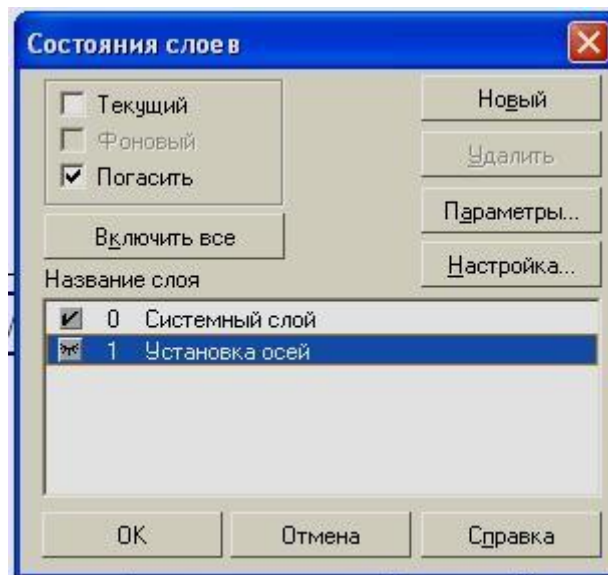 Состояния слоев
Текущий
Фоновый
Погасить
Включить все
Новый
Удалить
Параметры...
Настройка...
Название слоя
0 Системный слой
1 Установка осей
OK
Отмена
Справка